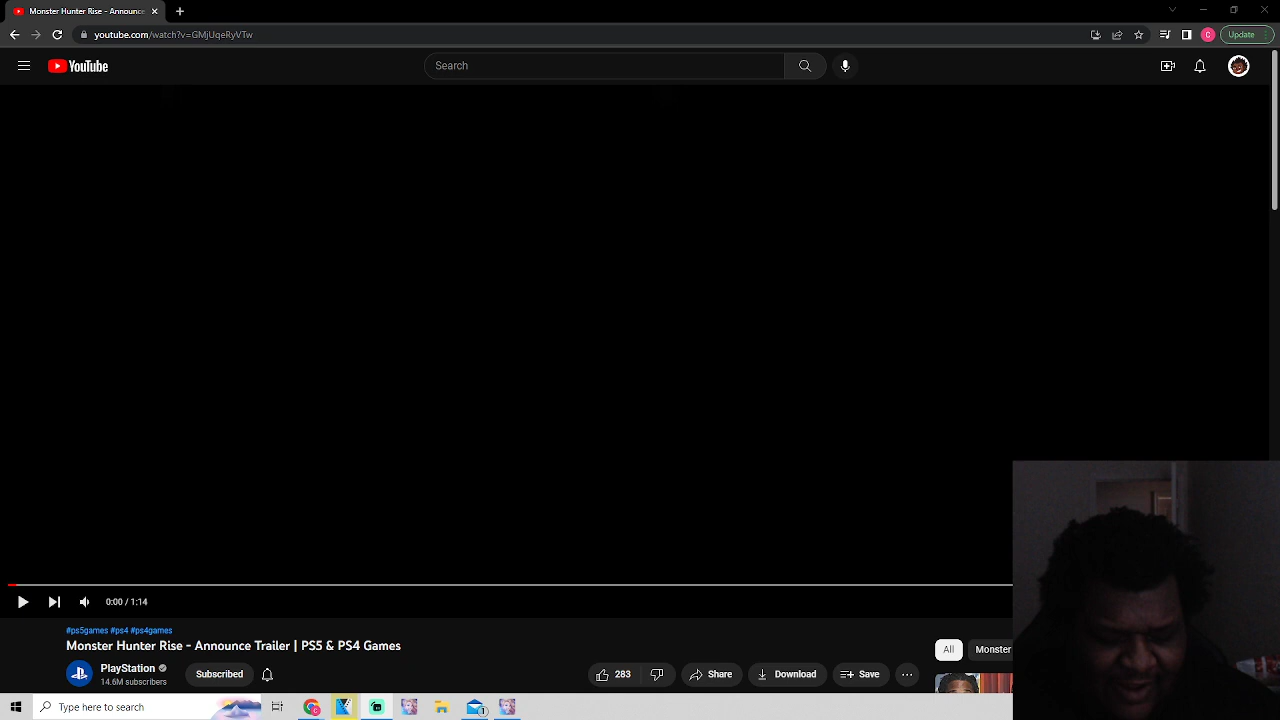 Monster Hunter Rise - Announce
youtube.com/watch?v=GMjUqeRyVTw
C
Update
YouTube
Search
0:00 / 1:14
#ps5games #ps4 #ps4games
Monster Hunter Rise - Announce Trailer | PS5 & PS4 Games
All
Monster
PlayStation
14.6M subscribers
Subscribed
283
Share
Download
Save
Type here to search
1